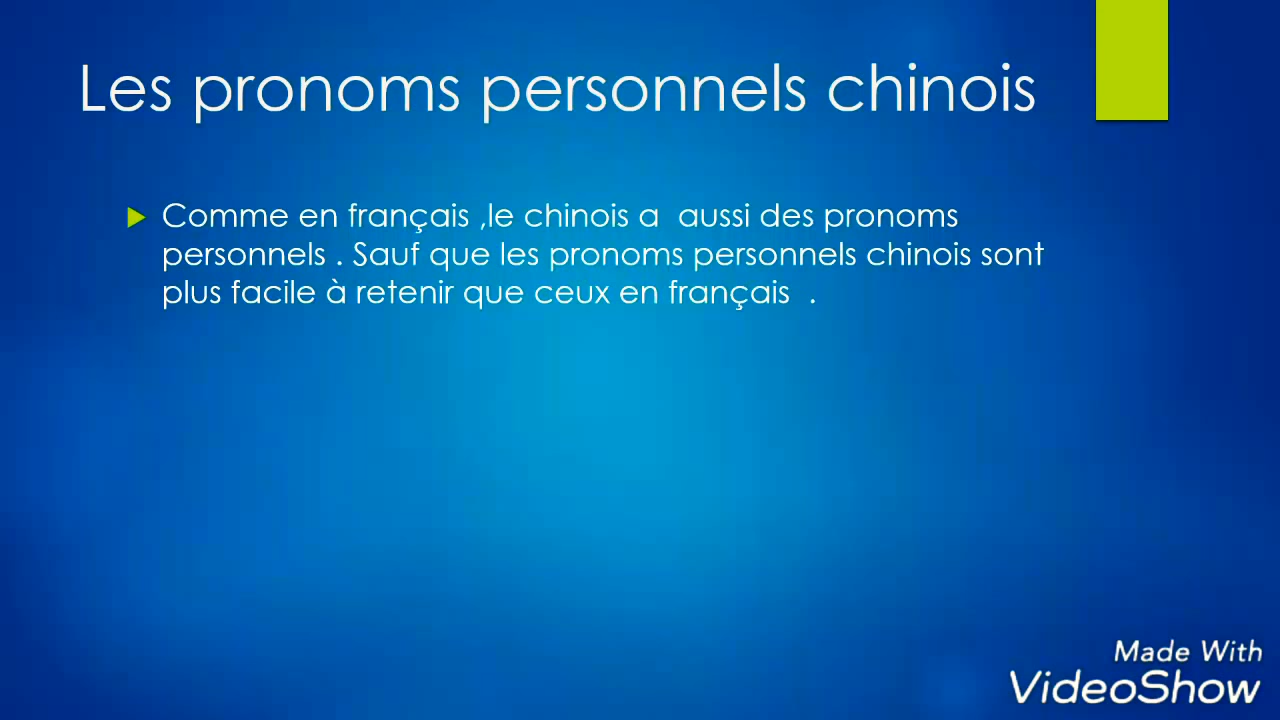 Les pronoms personnels chinois
Comme en français ,le chinois a  aussi des pronoms
personnels . Sauf que les pronoms personnels chinois sont
plus facile à retenir que ceux en français  .
Made With
VideoShow